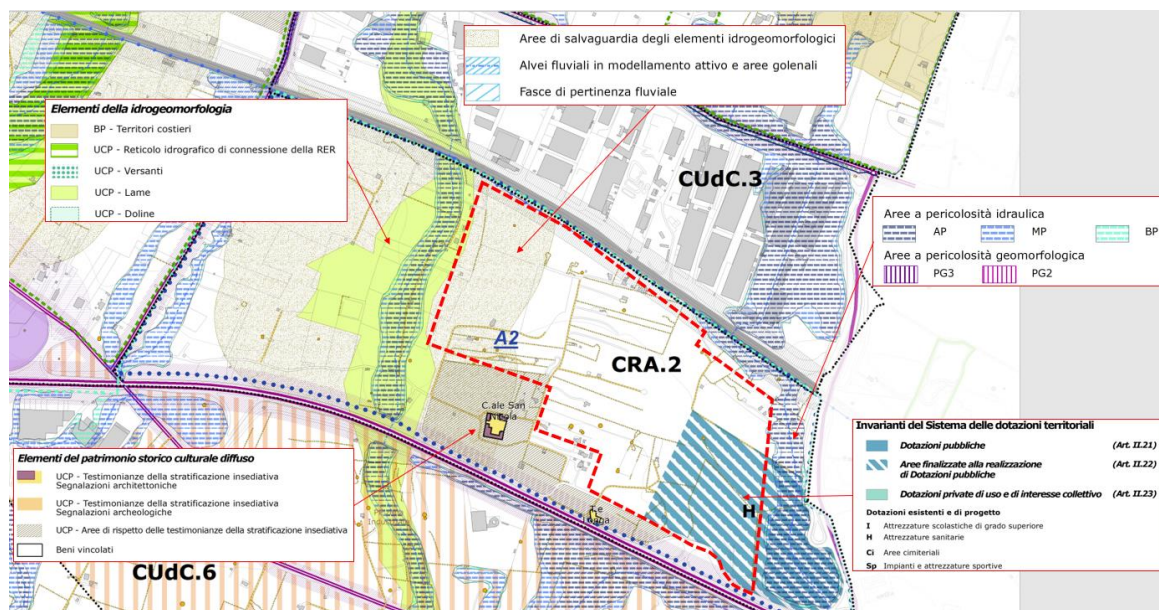 Aree di salvaguardia degli elementi idrogeomorfologici
Alvei fluviali in modellamento attivo e aree golenali
Fasce di pertinenza fluviale
Elementi della idrogeomorfologia
BP - Territori costieri
UCP - Reticolo idrografico di connessione della RER
UCP - Versanti
UCP - Lame
UCP - Doline
CUdC.3
Aree a pericolosità idraulica
AP MP BP
Aree a pericolosità geomorfologica
PG3 PG2
A2
CRA.2
C.ale San
Nicola
Elementi del patrimonio storico culturale diffuso
UCP - Testimonianze della stratificazione insediativa
Segnalazioni architettoniche
UCP - Testimonianze della stratificazione insediativa
Segnalazioni archeologiche
UCP - Aree di rispetto delle testimonianze della stratificazione insediativa
Beni vincolati
CUdC.6
H
Invarianti del Sistema delle dotazioni territoriali
Dotazioni pubbliche (Art. II.21)
Aree finalizzate alla realizzazione (Art. II.22)
di Dotazioni pubbliche
Dotazioni private di uso e di interesse collettivo (Art. II.23)
Dotazioni esistenti e di progetto
I Attrezzature scolastiche di grado superiore
H Attrezzature sanitarie
Ci Aree cimiteriali
Sp Impianti e attrezzature sportive